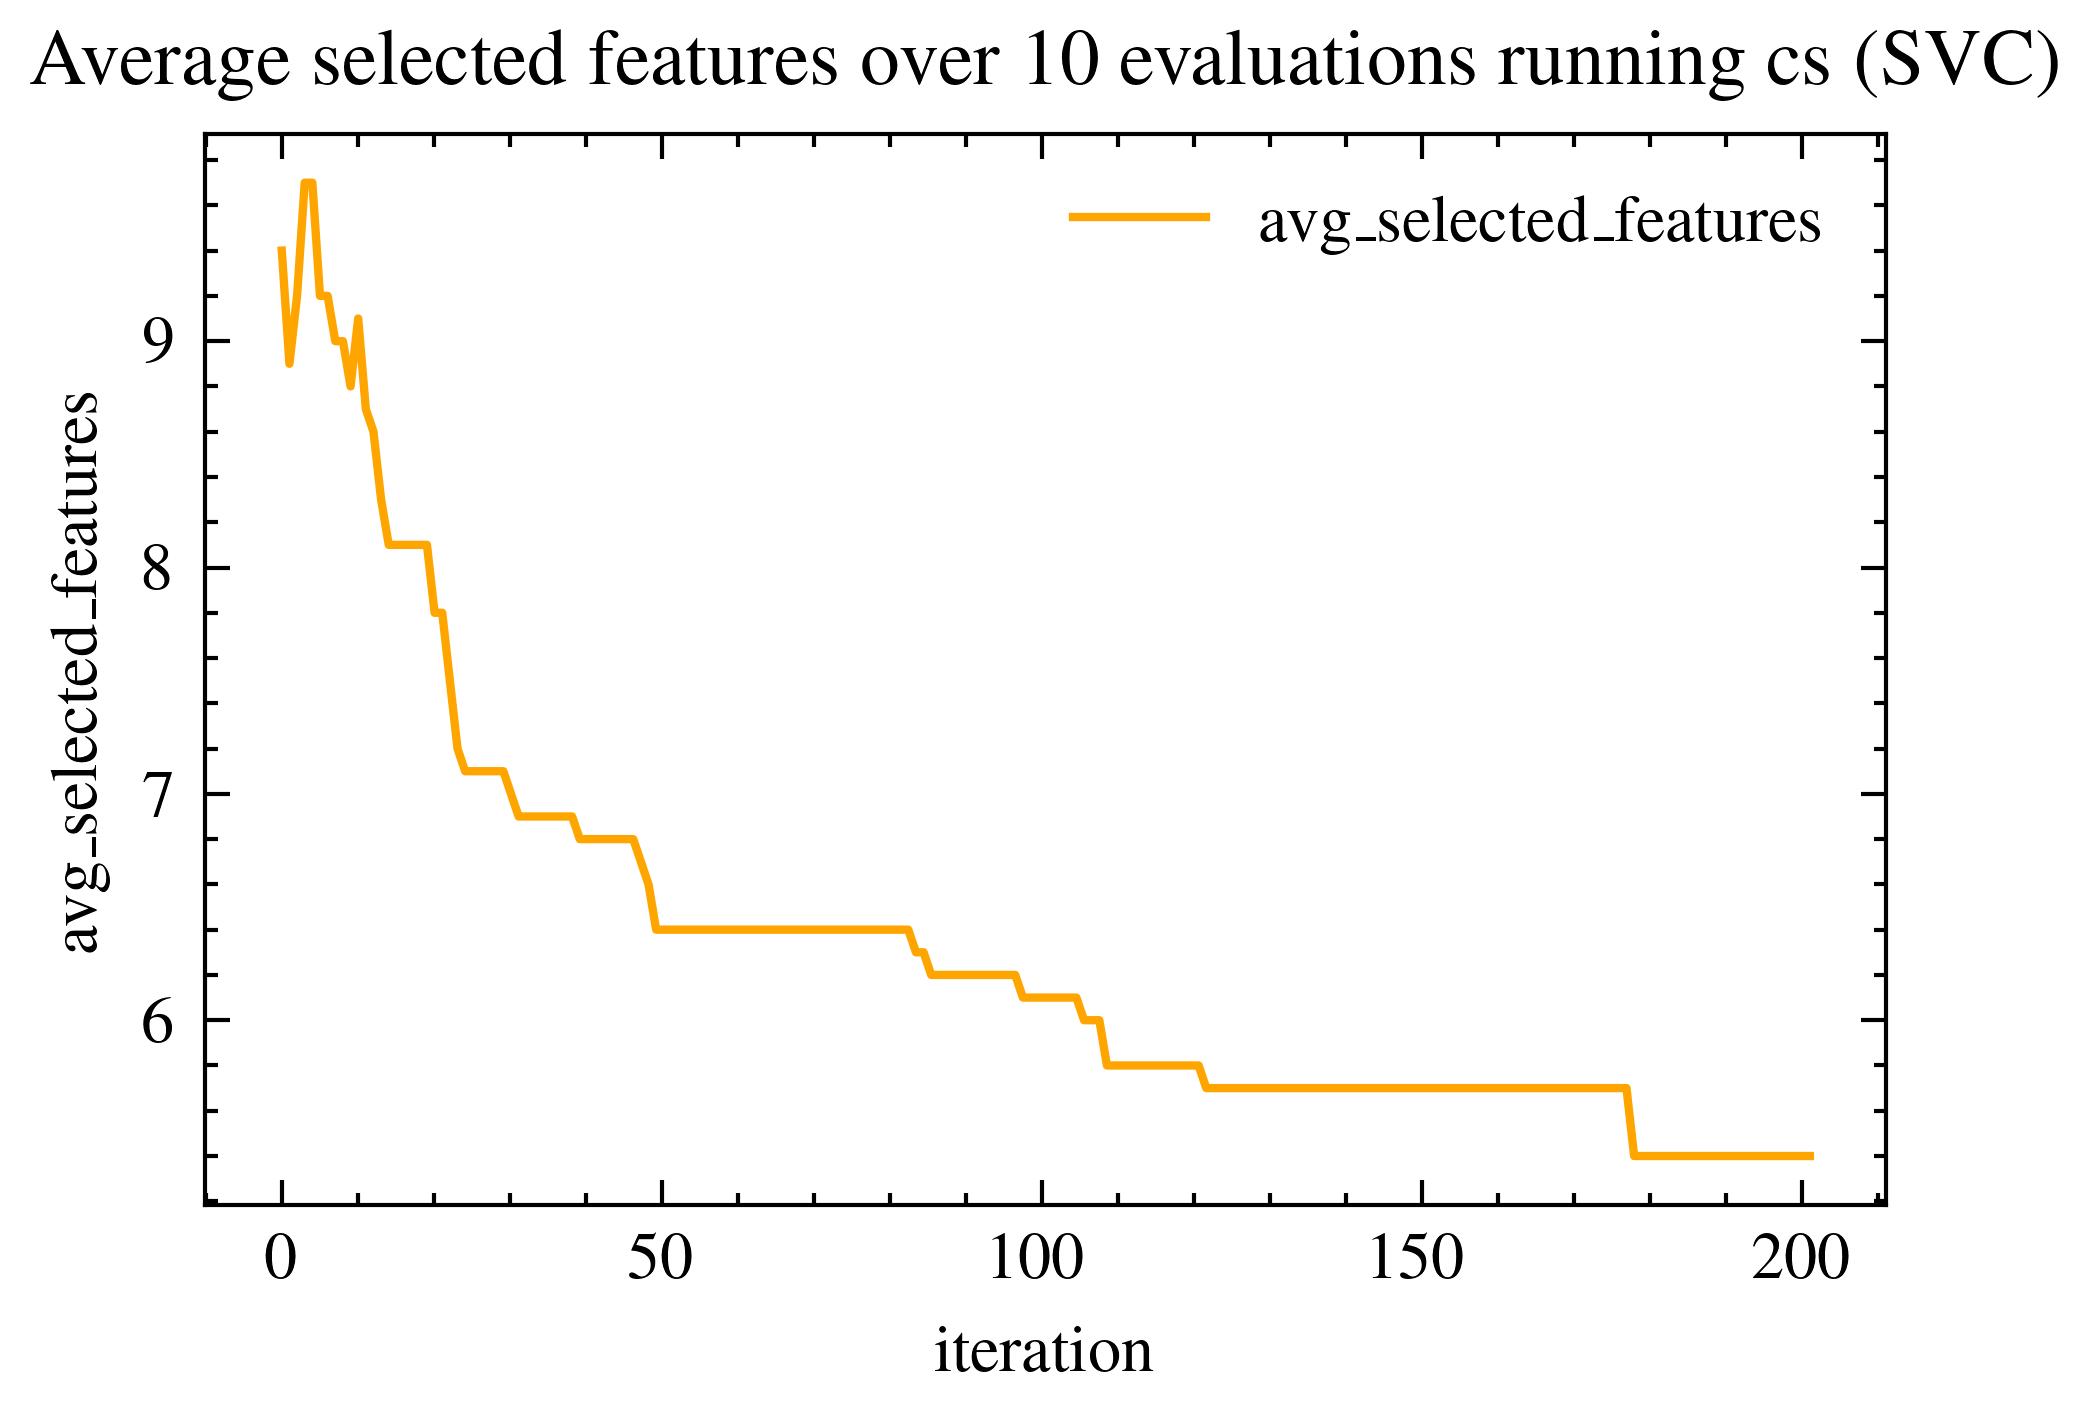 Average selected features over 10 evaluations running cs (SVC)
avg_selected_features
avg_selected_features
9
8
7
6
0 50 100 150 200
iteration